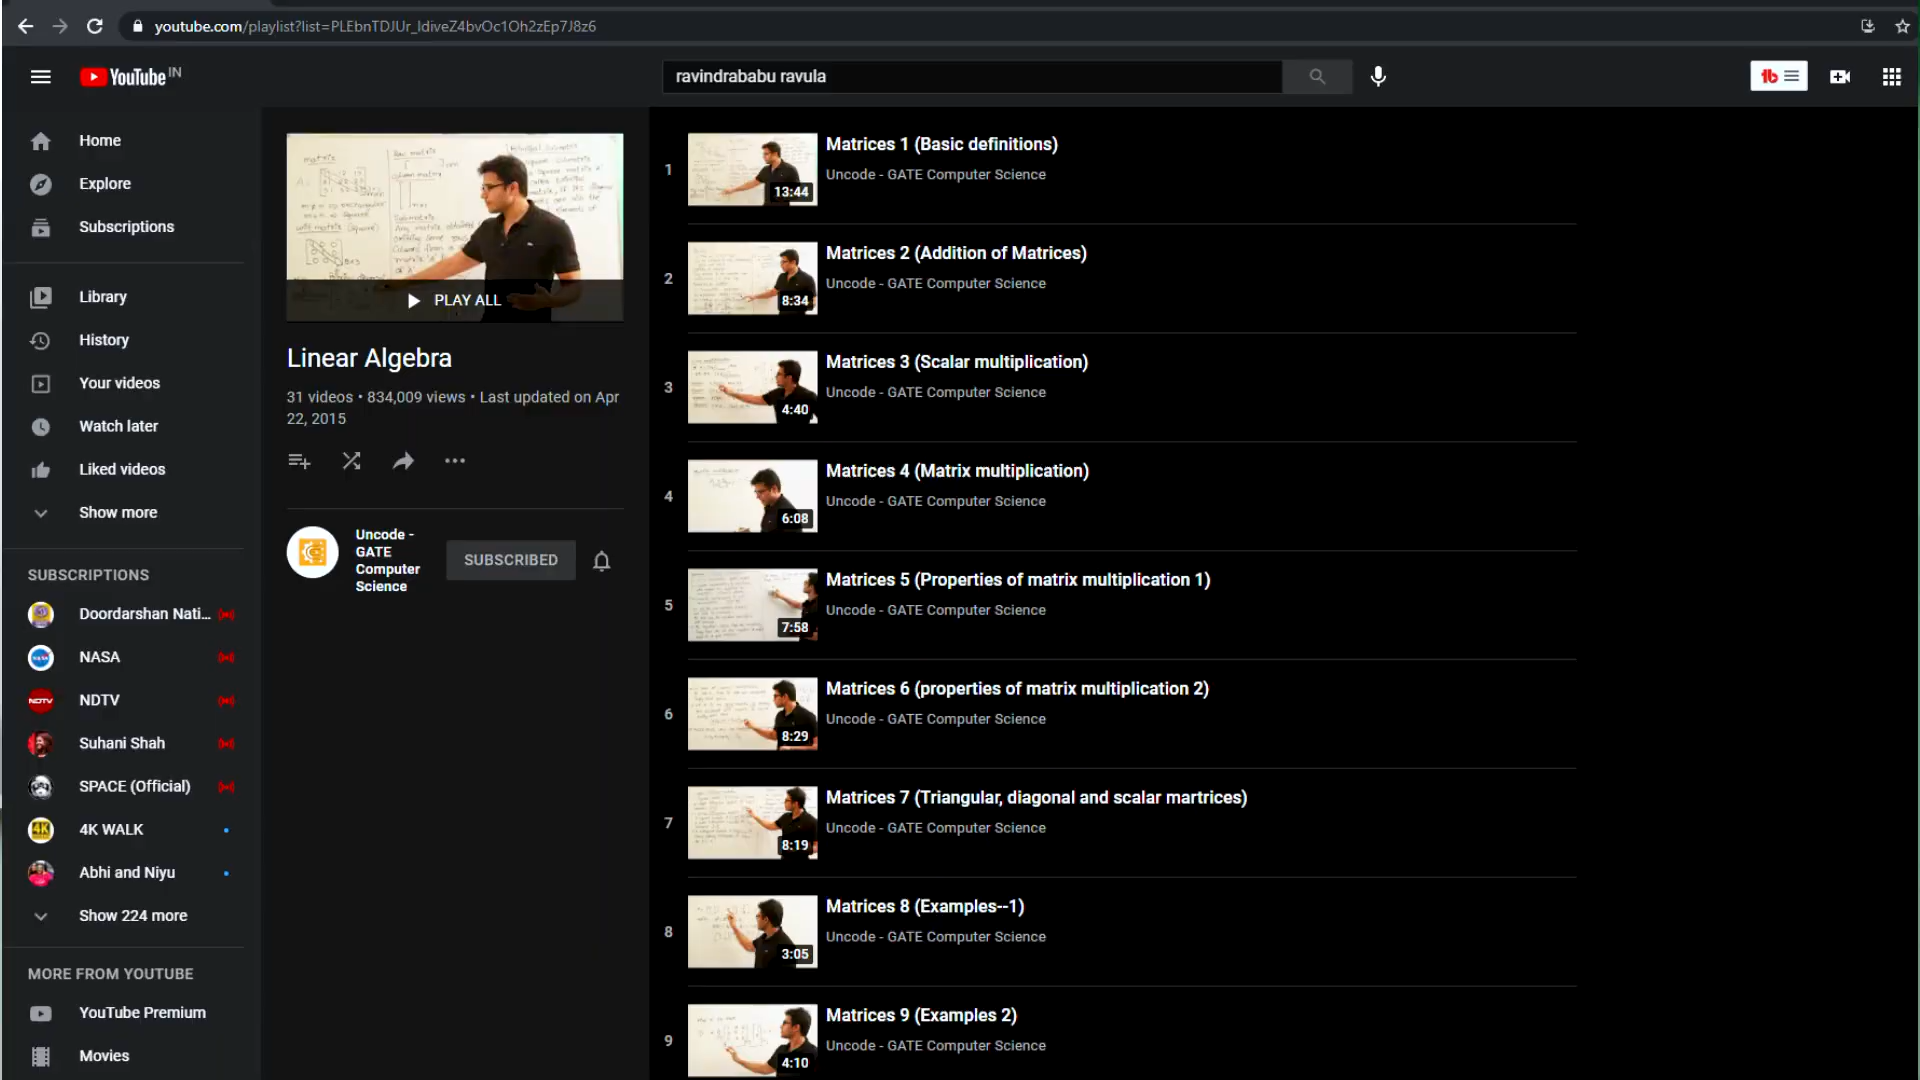 youtube.com/playlist?list=PLEbnTDJUr_IdiveZ4bvOc1Oh2zEp7J8z6
YouTube IN
ravindrababu ravula
Home
Explore
Subscriptions
Library
History
Your videos
Watch later
Liked videos
Show more
SUBSCRIPTIONS
Doordarshan Nati...
NASA
NDTV
Suhani Shah
SPACE (Official)
4K WALK
Abhi and Niyu
Show 224 more
MORE FROM YOUTUBE
YouTube Premium
Movies
PLAY ALL
Linear Algebra
31 videos • 834,009 views • Last updated on Apr
22, 2015
Uncode -
GATE
Computer
Science
SUBSCRIBED
1
13:44
Matrices 1 (Basic definitions)
Uncode - GATE Computer Science
2
8:34
Matrices 2 (Addition of Matrices)
Uncode - GATE Computer Science
3
4:40
Matrices 3 (Scalar multiplication)
Uncode - GATE Computer Science
4
6:08
Matrices 4 (Matrix multiplication)
Uncode - GATE Computer Science
5
7:58
Matrices 5 (Properties of matrix multiplication 1)
Uncode - GATE Computer Science
6
8:29
Matrices 6 (properties of matrix multiplication 2)
Uncode - GATE Computer Science
7
8:19
Matrices 7 (Triangular, diagonal and scalar martrices)
Uncode - GATE Computer Science
8
3:05
Matrices 8 (Examples--1)
Uncode - GATE Computer Science
9
4:10
Matrices 9 (Examples 2)
Uncode - GATE Computer Science